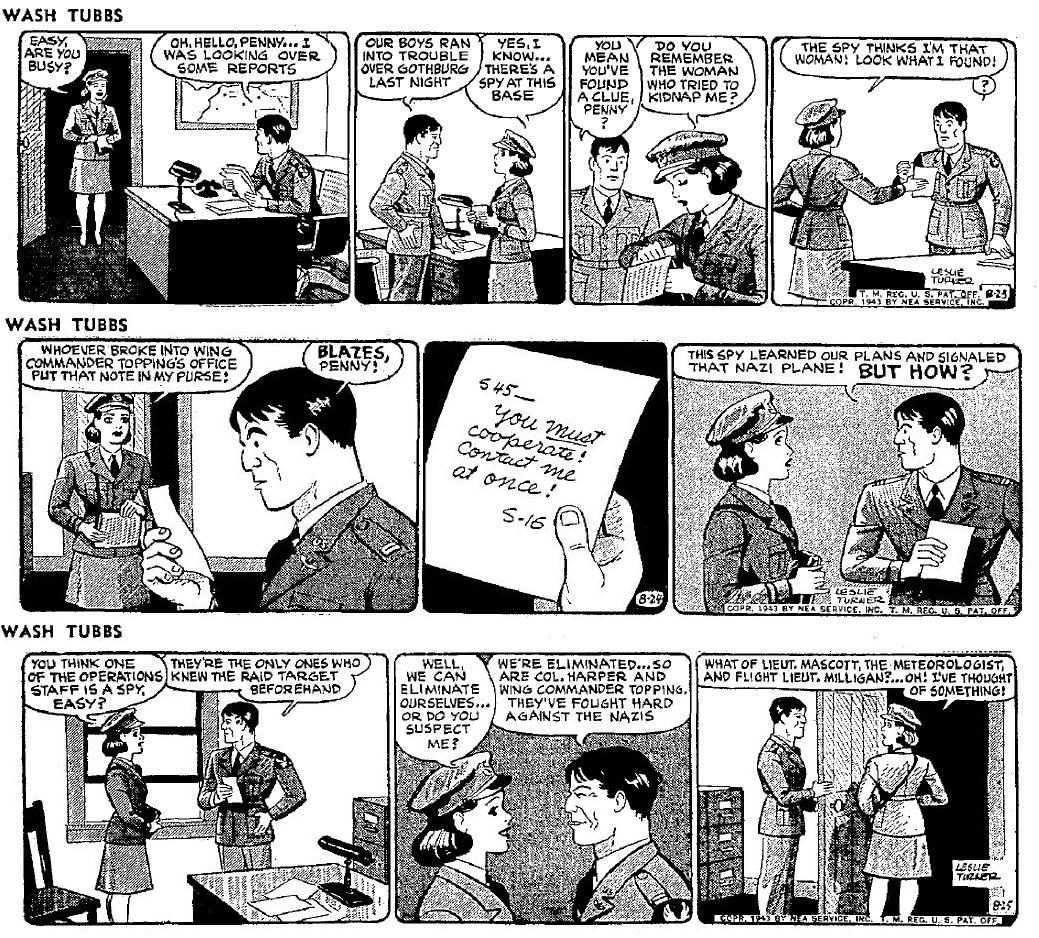 WASH TUBBS
EASY,
ARE YOU
BUSY?
OH, HELLO, PENNY... I
WAS LOOKING OVER
SOME REPORTS
OUR BOYS RAN
INTO TROUBLE
OVER GOTHBURG
LAST NIGHT
YES, I
KNOW...
THERE'S A
SPY AT THIS
BASE
YOU
MEAN
YOU'VE
FOUND
A CLUE,
PENNY
?
DO YOU
REMEMBER
THE WOMAN
WHO TRIED TO
KIDNAP ME?
THE SPY THINKS I'M THAT
WOMAN! LOOK WHAT I FOUND!
?
LESLIE
TURNER
T. M. REG. U. S. PAT. OFF.
8-23
COPR. 1943 BY NEA SERVICE, INC.
WASH TUBBS
WHOEVER BROKE INTO WING
COMMANDER TOPPING'S OFFICE
PUT THAT NOTE IN MY PURSE!
BLAZES,
PENNY!
S 45—
you must
cooperate!
Contact me
at once!
S-16
8-24
THIS SPY LEARNED OUR PLANS AND SIGNALED
THAT NAZI PLANE! BUT HOW?
LESLIE
TURNER
COPR. 1943 BY NEA SERVICE, INC. T. M. REG. U. S. PAT. OFF.
WASH TUBBS
YOU THINK ONE
OF THE OPERATIONS
STAFF IS A SPY,
EASY?
THEY'RE THE ONLY ONES WHO
KNEW THE RAID TARGET
BEFOREHAND
WELL,
WE CAN
ELIMINATE
OURSELVES...
OR DO YOU
SUSPECT
ME?
WE'RE ELIMINATED...SO
ARE COL. HARPER AND
WING COMMANDER TOPPING.
THEY'VE FOUGHT HARD
AGAINST THE NAZIS
WHAT OF LIEUT. MASCOTT, THE METEOROLOGIST,
AND FLIGHT LIEUT. MILLIGAN?...OH! I'VE THOUGHT
OF SOMETHING!
LESLIE
TURNER
8-25
COPR. 1943 BY NEA SERVICE, INC. T. M. REG. U. S. PAT. OFF.